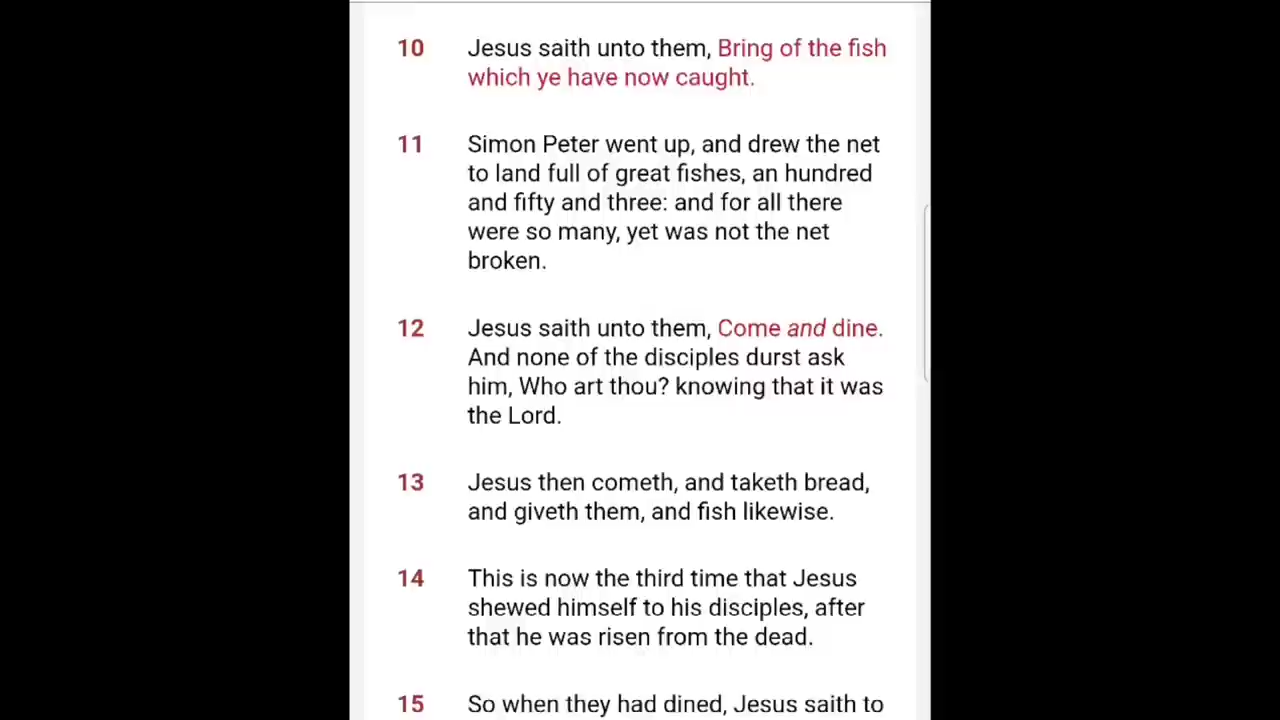 10 Jesus saith unto them, Bring of the fish
which ye have now caught.
11 Simon Peter went up, and drew the net
to land full of great fishes, an hundred
and fifty and three: and for all there
were so many, yet was not the net
broken.
12 Jesus saith unto them, Come and dine.
And none of the disciples durst ask
him, Who art thou? knowing that it was
the Lord.
13 Jesus then cometh, and taketh bread,
and giveth them, and fish likewise.
14 This is now the third time that Jesus
shewed himself to his disciples, after
that he was risen from the dead.
15 So when they had dined, Jesus saith to